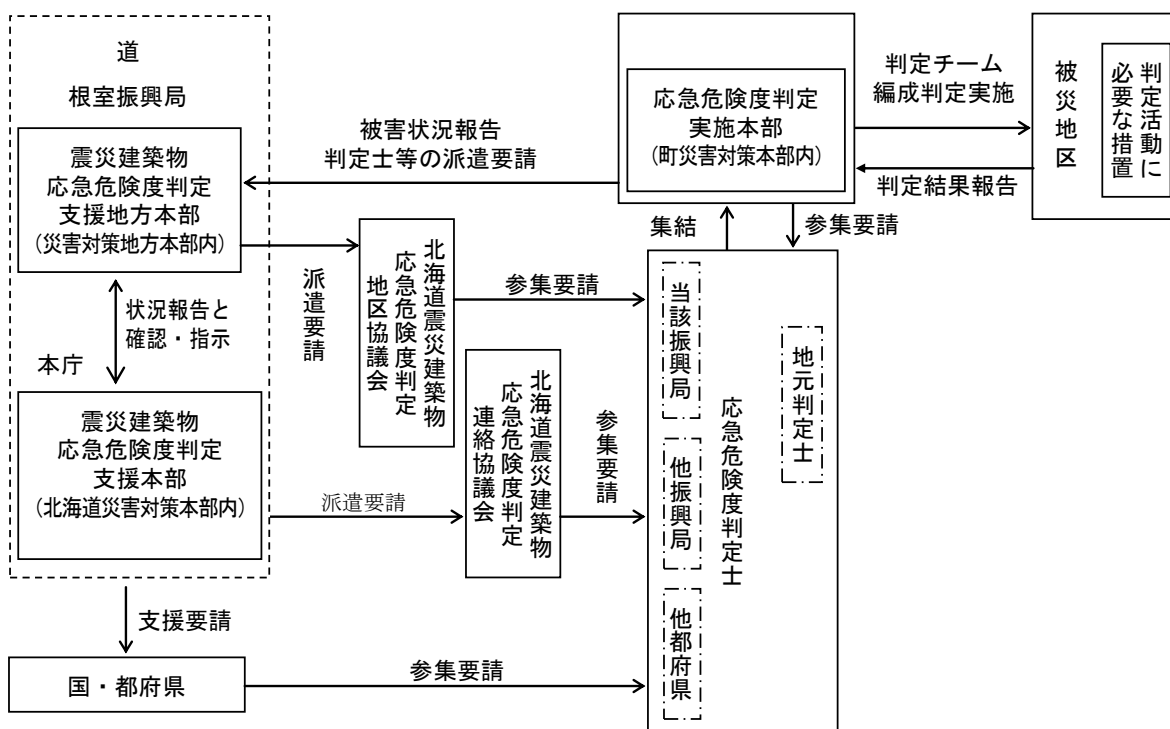 道
根室振興局
震災建築物
応急危険度判定
支援地方本部
（災害対策地方本部内）
状況報告と
確認・指示
本庁
震災建築物
応急危険度判定
支援本部
（北海道災害対策本部内）
支援要請
国・都府県
被害状況報告
判定士等の派遣要請
派遣要請
北海道震災建築物
応急危険度判定
地区協議会
参集要請
派遣要請
北海道震災建築物
応急危険度判定
連絡協議会
参集要請
参集要請
応急危険度判定
実施本部
（町災害対策本部内）
集結
参集要請
当該振興局
他振興局
他都府県
応急危険度判定士
地元判定士
判定チーム
編成判定実施
判定結果報告
被災地区
判定活動に
必要な措置